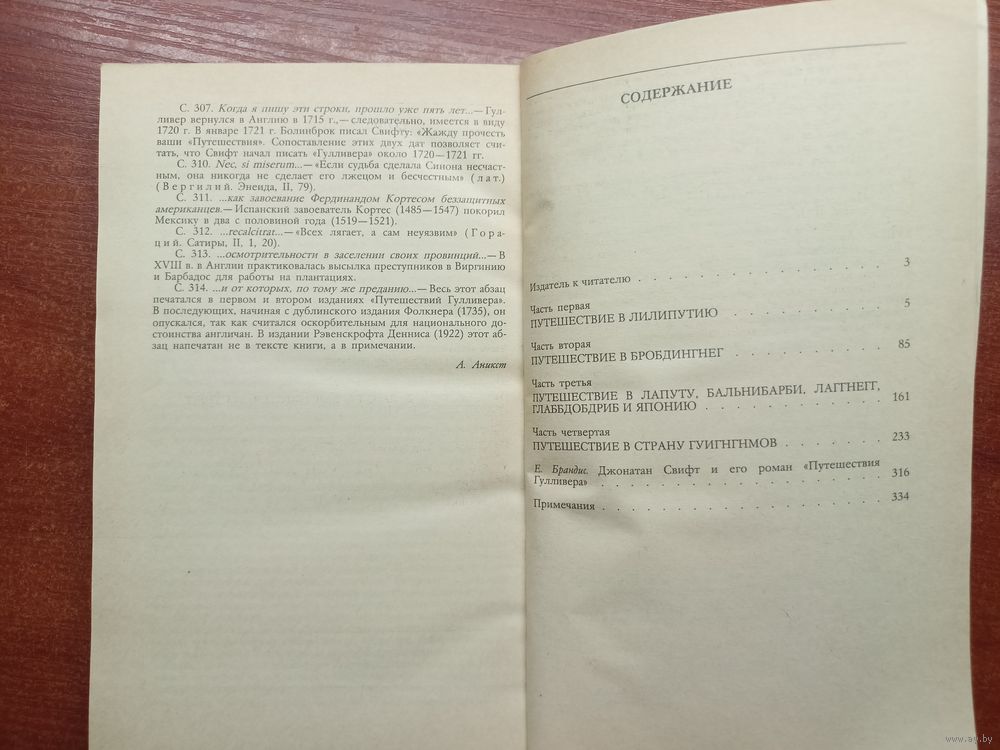 С. 307. Когда я пишу эти строки, прошло уже пять лет...— Гул-
ливер вернулся в Англию в 1715 г.,— следовательно, имеется в виду
1720 г. В январе 1721 г. Болинброк писал Свифту: «Жажду прочесть
ваши «Путешествия». Сопоставление этих двух дат позволяет счи-
тать, что Свифт начал писать «Гулливера» около 1720—1721 гг.
С. 310. Nec, si miserum...— «Если судьба сделала Синона несчаст-
ным, она никогда не сделает его лжецом и бесчестным» (лат.)
(Вергилий. Энеида, II, 79).
С. 311. ...как завоевание Фердинандом Кортесом беззащитных
американцев.— Испанский завоеватель Кортес (1485—1547) покорил
Мексику в два с половиной года (1519—1521).
С. 312. ...recalcitrat...— «Всех лягает, а сам неуязвим» (Гора-
ций. Сатиры, II, 1, 20).
С. 313. ...осмотрительности в заселении своих провинций...— В
XVIII в. в Англии практиковалась высылка преступников в Виргинию
и Барбадос для работы на плантациях.
С. 314. ...и от которых, по тому же преданию...— Весь этот абзац
печатался в первом и втором изданиях «Путешествий Гулливера».
В последующих, начиная с дублинского издания Фолкнера (1735), он
опускался, так как считался оскорбительным для национального до-
стоинства англичан. В издании Рэвенскрофта Денниса (1922) этот аб-
зац напечатан не в тексте книги, а в примечании.
А. Аникст
СОДЕРЖАНИЕ
Издатель к читателю . . . . . . . . . . . . . . . 3
Часть первая
ПУТЕШЕСТВИЕ В ЛИЛИПУТИЮ . . . . . . . . . . 5
Часть вторая
ПУТЕШЕСТВИЕ В БРОБДИНГНЕГ . . . . . . . . . . 85
Часть третья
ПУТЕШЕСТВИЕ В ЛАПУТУ, БАЛЬНИБАРБИ, ЛАГГНЕГГ,
ГЛАББДОБДРИБ И ЯПОНИЮ . . . . . . . . . . . 161
Часть четвертая
ПУТЕШЕСТВИЕ В СТРАНУ ГУИГНГНМОВ . . . . . . . 233
Е. Брандис. Джонатан Свифт и его роман «Путешествия
Гулливера» . . . . . . . . . . . . . . . . . . 316
Примечания . . . . . . . . . . . . . . . . . . 334
www.ay.by